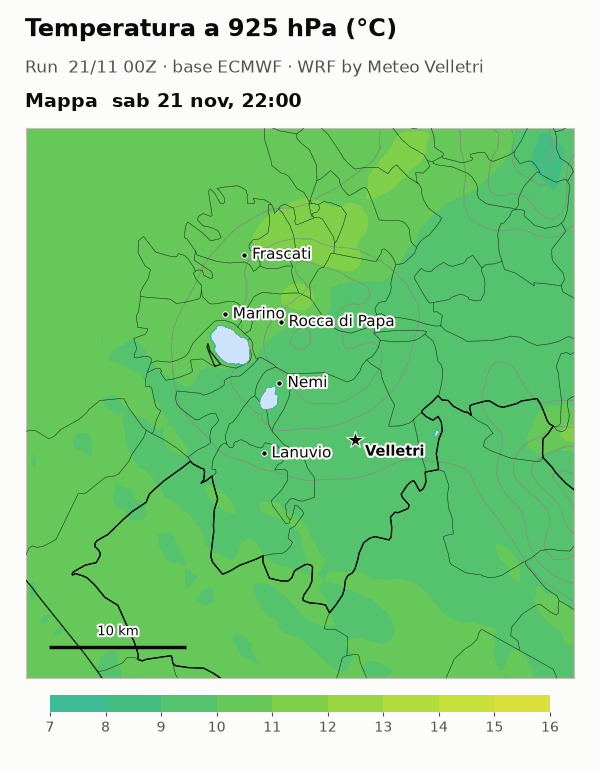 Temperatura a 925 hPa (°C)
Run  21/11 00Z · base ECMWF · WRF by Meteo Velletri
Mappa  sab 21 nov, 22:00
Frascati
Marino
Rocca di Papa
Nemi
Velletri
Lanuvio
10 km
7 8 9 10 11 12 13 14 15 16